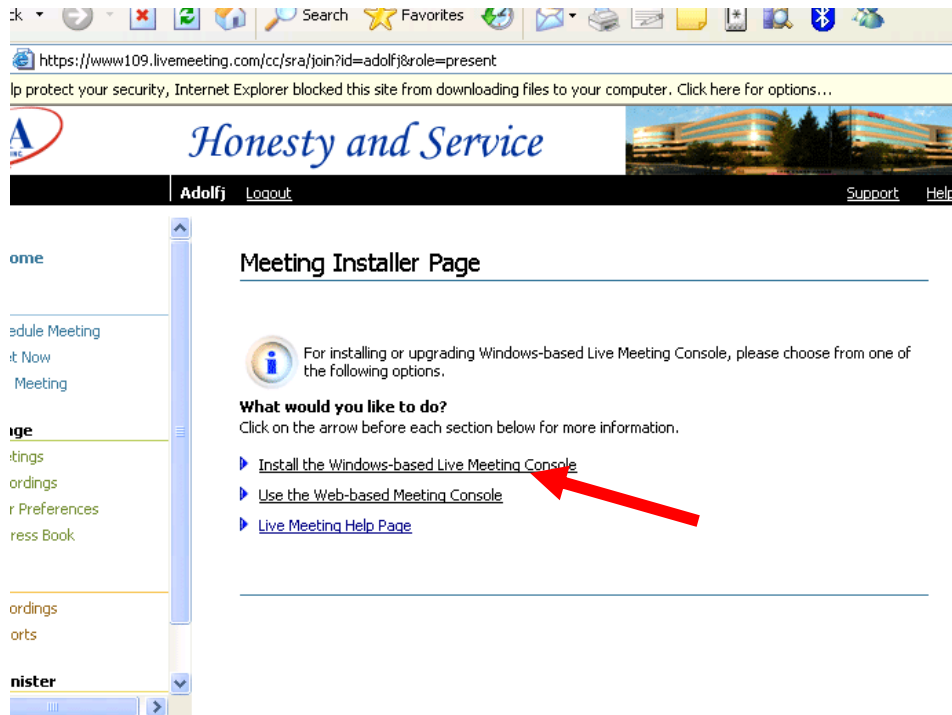 ck Search Favorites
https://www109.livemeeting.com/cc/sra/join?id=adolfj&role=present
lp protect your security, Internet Explorer blocked this site from downloading files to your computer. Click here for options...
A Honesty and Service
INC.
Adolfj Logout Support Help
ome
Meeting Installer Page
edule Meeting
et Now
Meeting
For installing or upgrading Windows-based Live Meeting Console, please choose from one of
the following options.
What would you like to do?
Click on the arrow before each section below for more information.
age
etings
ordings
r Preferences
ress Book
Install the Windows-based Live Meeting Console
Use the Web-based Meeting Console
Live Meeting Help Page
ordings
orts
nister